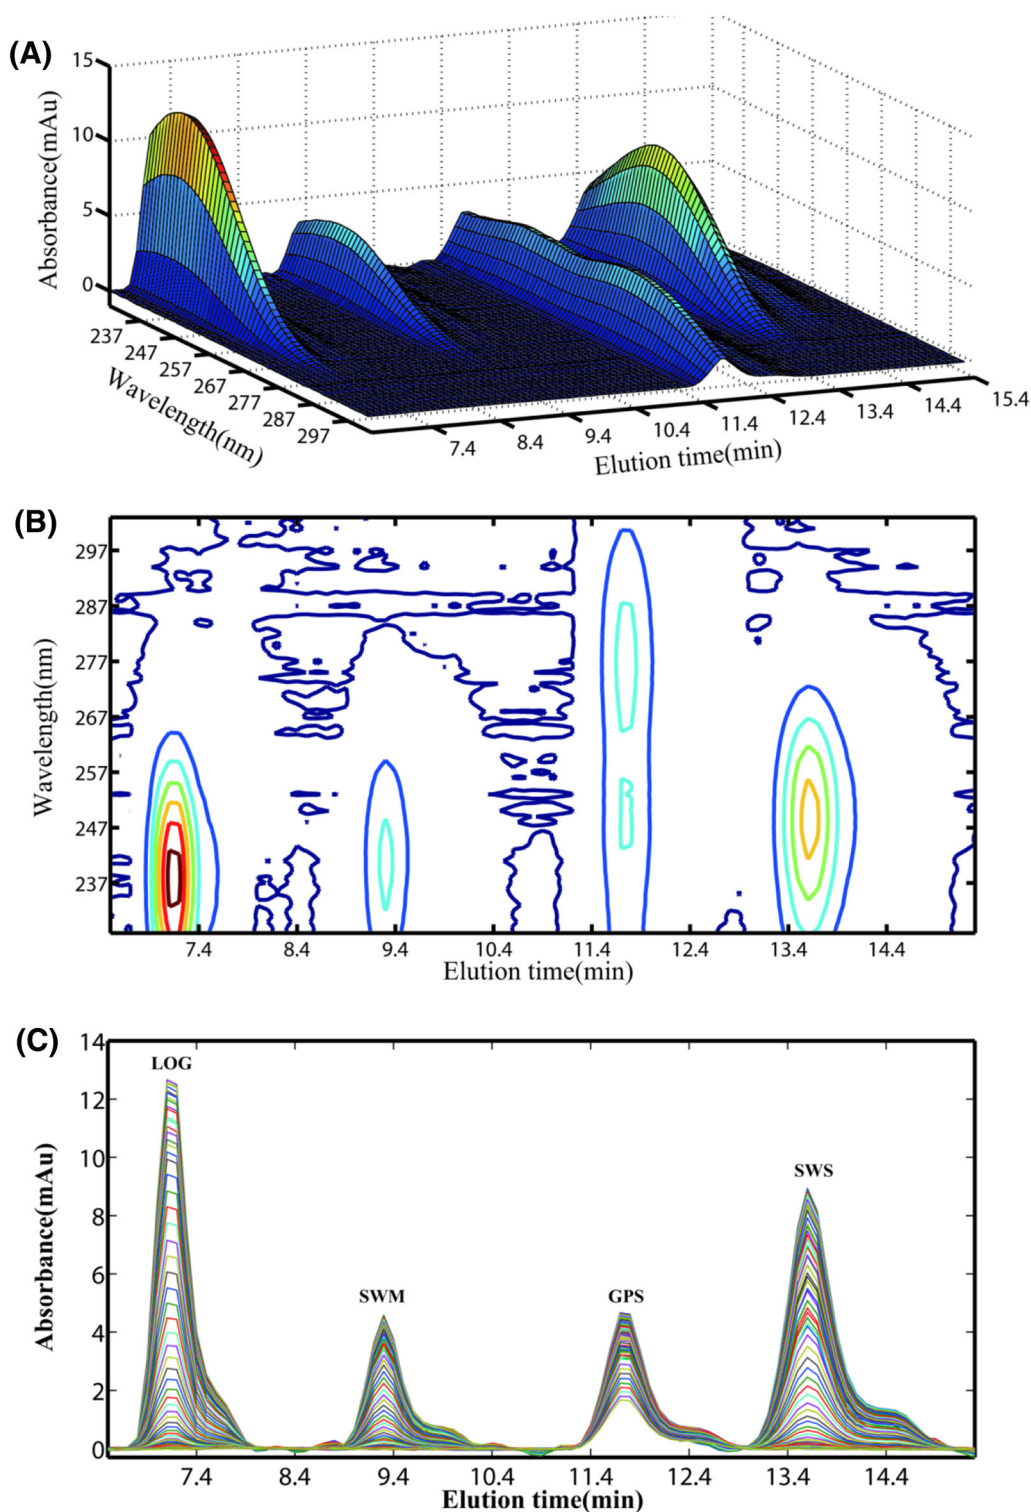 (A)
15
10
5
0
Absorbance(mAu)
237
247
257
267
277
287
297
Wavelength(nm)
7.4
8.4
9.4
10.4
11.4
12.4
13.4
14.4
15.4
Elution time(min)
(B)
297
287
277
267
257
247
237
Wavelength(nm)
7.4 8.4 9.4 10.4 11.4 12.4 13.4 14.4
Elution time(min)
(C)
14
12
10
8
6
4
2
0
Absorbance(mAu)
LOG
SWM
GPS
SWS
7.4 8.4 9.4 10.4 11.4 12.4 13.4 14.4
Elution time(min)